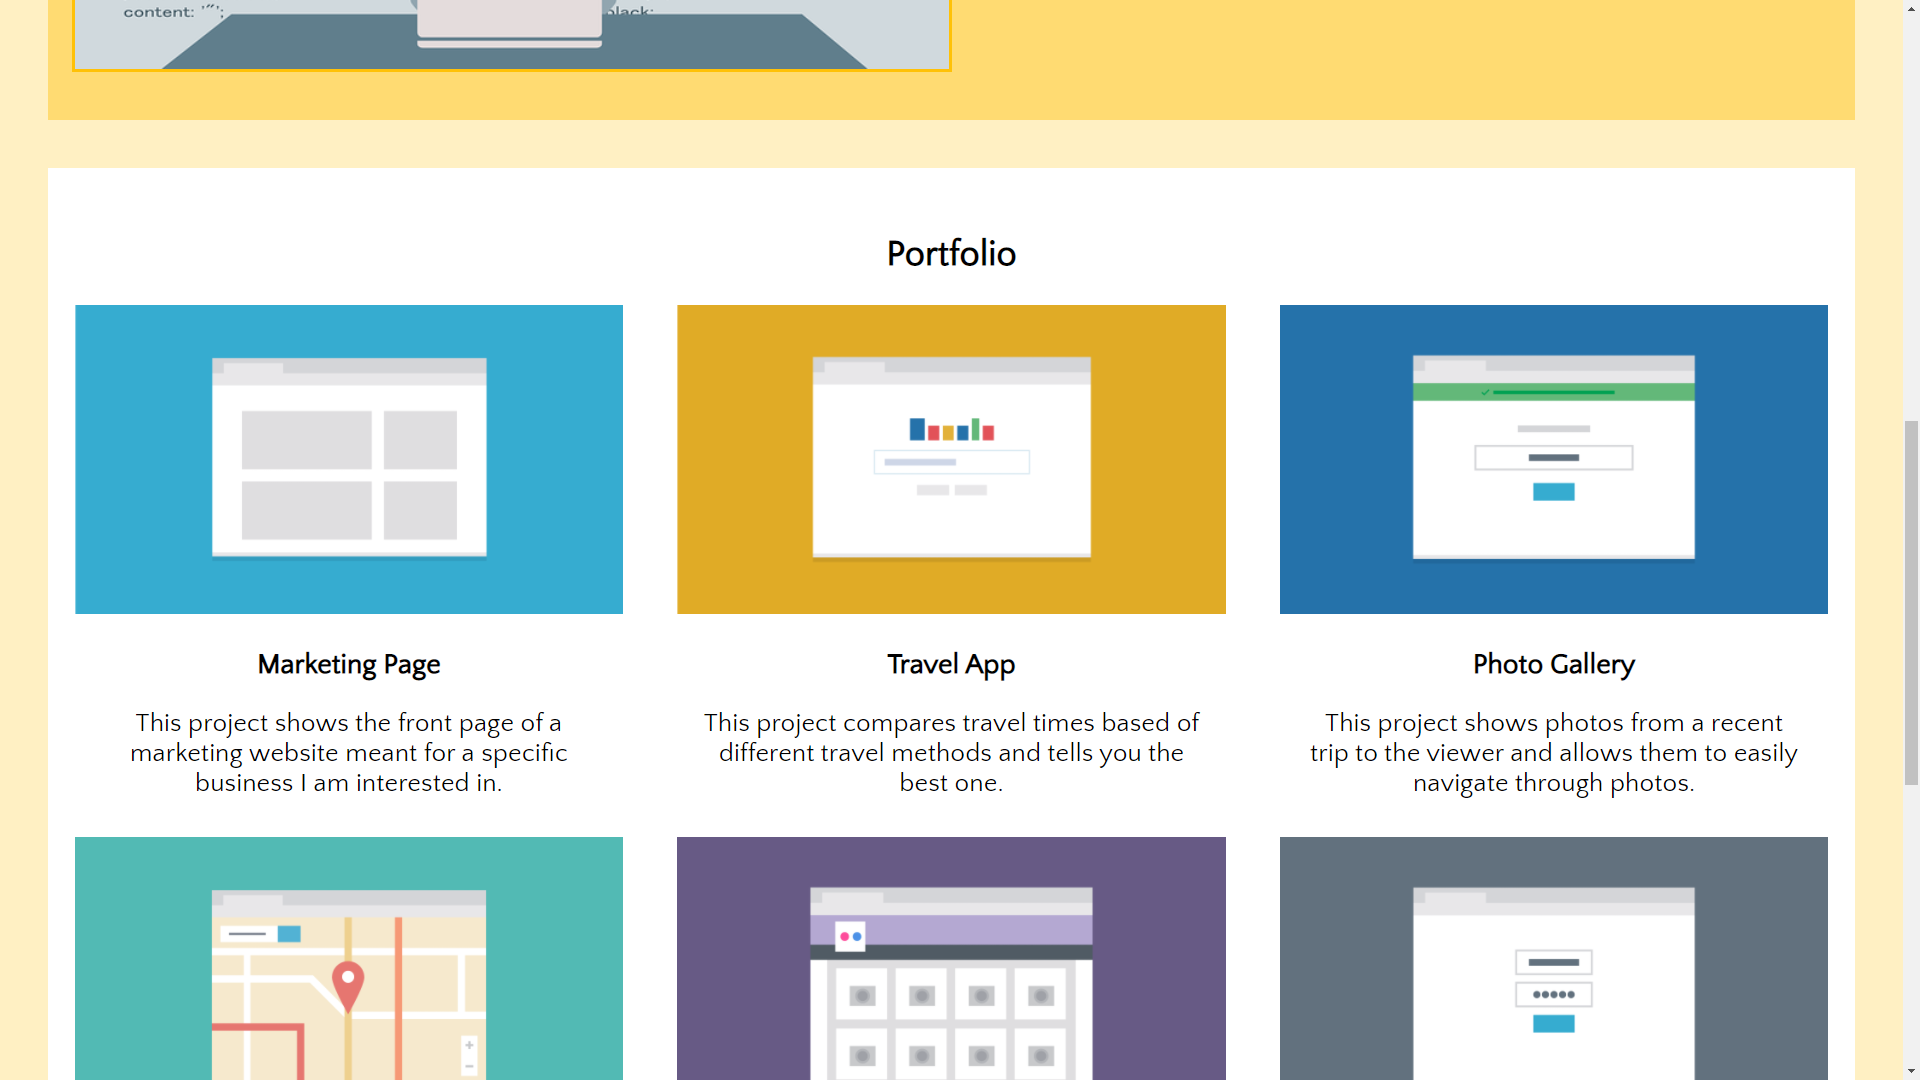 content: '"';
black;
Portfolio
Marketing Page
Travel App
Photo Gallery
This project shows the front page of a
marketing website meant for a specific
business I am interested in.
This project compares travel times based of
different travel methods and tells you the
best one.
This project shows photos from a recent
trip to the viewer and allows them to easily
navigate through photos.